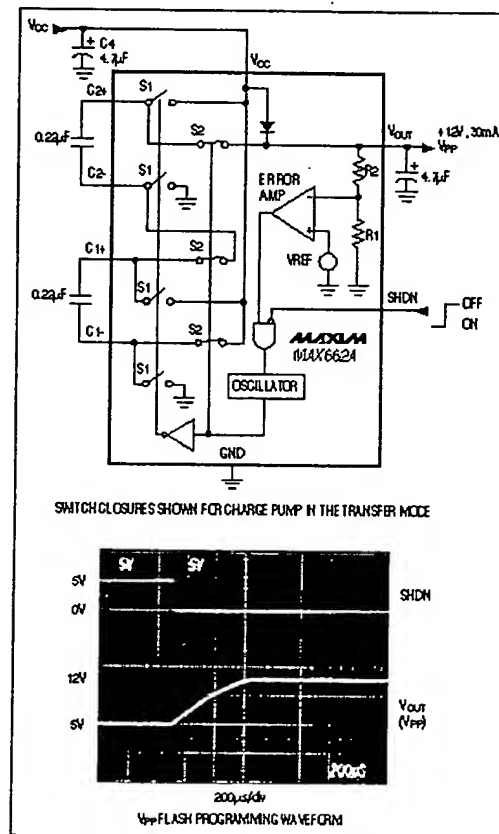 VCC
C4
4.7µF
VCC
C2+
S1
0.22µF
S2
VOUT
+12V, 30mA
VPP
C2-
S1
ERROR
AMP
R2
4.7µF
C1+
S2
R1
VREF
0.22µF
S1
SHDN
OFF
ON
C1-
S2
MAXIM
MAX662A
S1
OSCILLATOR
GND
SWITCH CLOSURES SHOWN FOR CHARGE PUMP IN THE TRANSFER MODE
5V
5V
5V
SHDN
0V
12V
VOUT
(VPP)
5V
200µS
200µs/div
VPP FLASH PROGRAMMING WAVEFORM